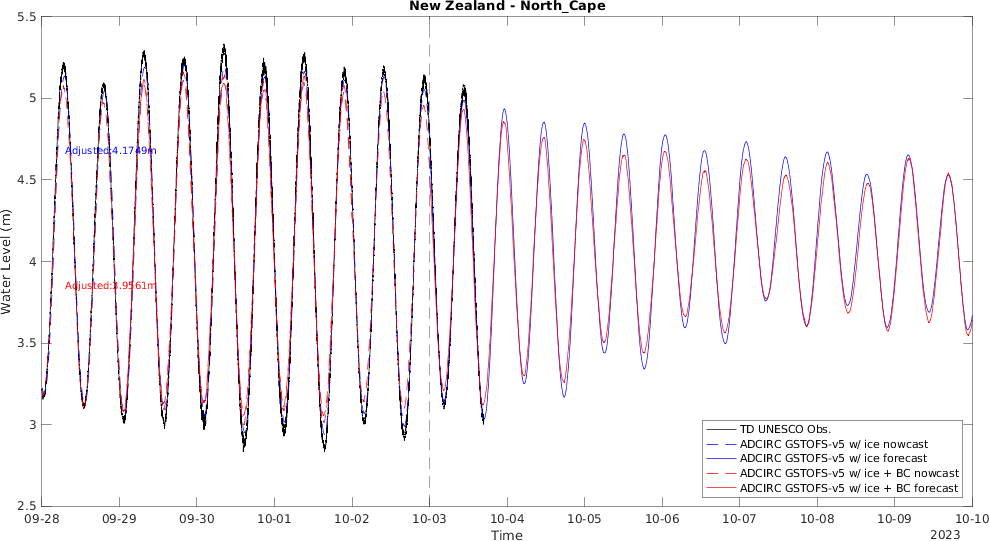 New Zealand - North_Cape
5.5
5
4.5
4
3.5
3
2.5
Water Level (m)
Adjusted:4.1749m
Adjusted:3.9561m
TD UNESCO Obs.
ADCIRC GSTOFS-v5 w/ ice nowcast
ADCIRC GSTOFS-v5 w/ ice forecast
ADCIRC GSTOFS-v5 w/ ice + BC nowcast
ADCIRC GSTOFS-v5 w/ ice + BC forecast
09-28 09-29 09-30 10-01 10-02 10-03 10-04 10-05 10-06 10-07 10-08 10-09 10-10
Time
2023